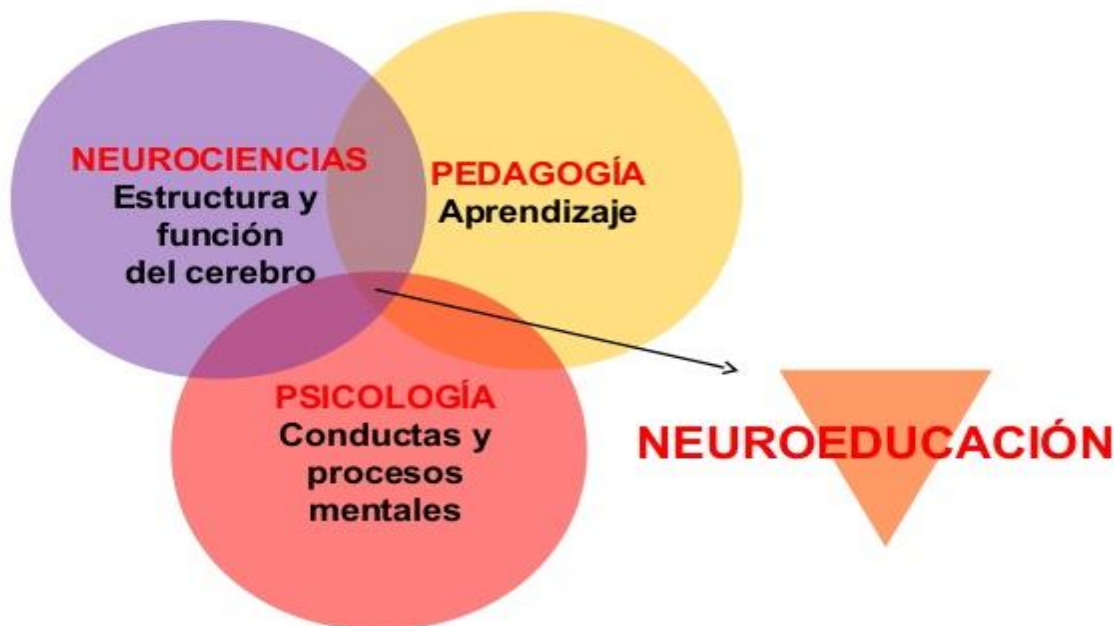 NEUROCIENCIAS
Estructura y
función
del cerebro
PEDAGOGÍA
Aprendizaje
PSICOLOGÍA
Conductas y
procesos
mentales
NEUROEDUCACIÓN